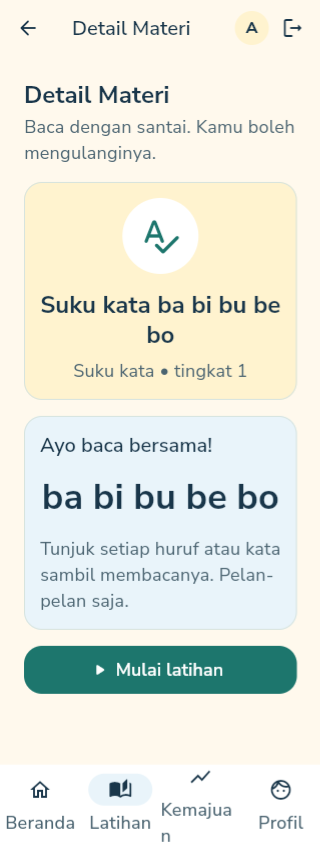 Detail Materi
A
Detail Materi
Baca dengan santai. Kamu boleh
mengulanginya.
A
Suku kata ba bi bu be
bo
Suku kata • tingkat 1
Ayo baca bersama!
ba bi bu be bo
Tunjuk setiap huruf atau kata
sambil membacanya. Pelan-
pelan saja.
Mulai latihan
Beranda
Latihan
Kemajua
n
Profil